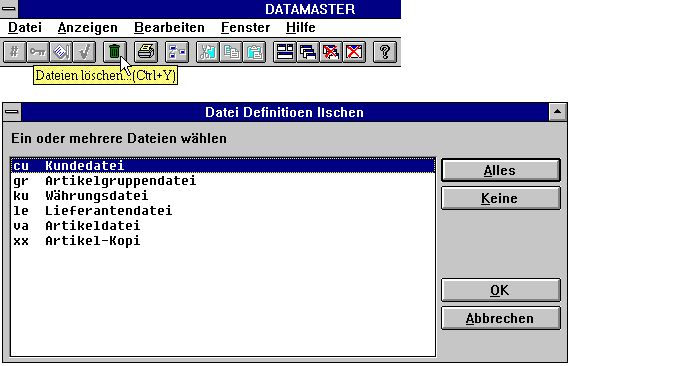 DATAMASTER
Datei Anzeigen Bearbeiten Fenster Hilfe
# ?
Dateien löschen. (Ctrl+Y)
Datei Definitioen llschen
Ein oder mehrere Dateien wählen
cu Kundedatei
gr Artikelgruppendatei
ku Währungsdatei
le Lieferantendatei
va Artikeldatei
xx Artikel-Kopi
Alles
Keine
OK
Abbrechen